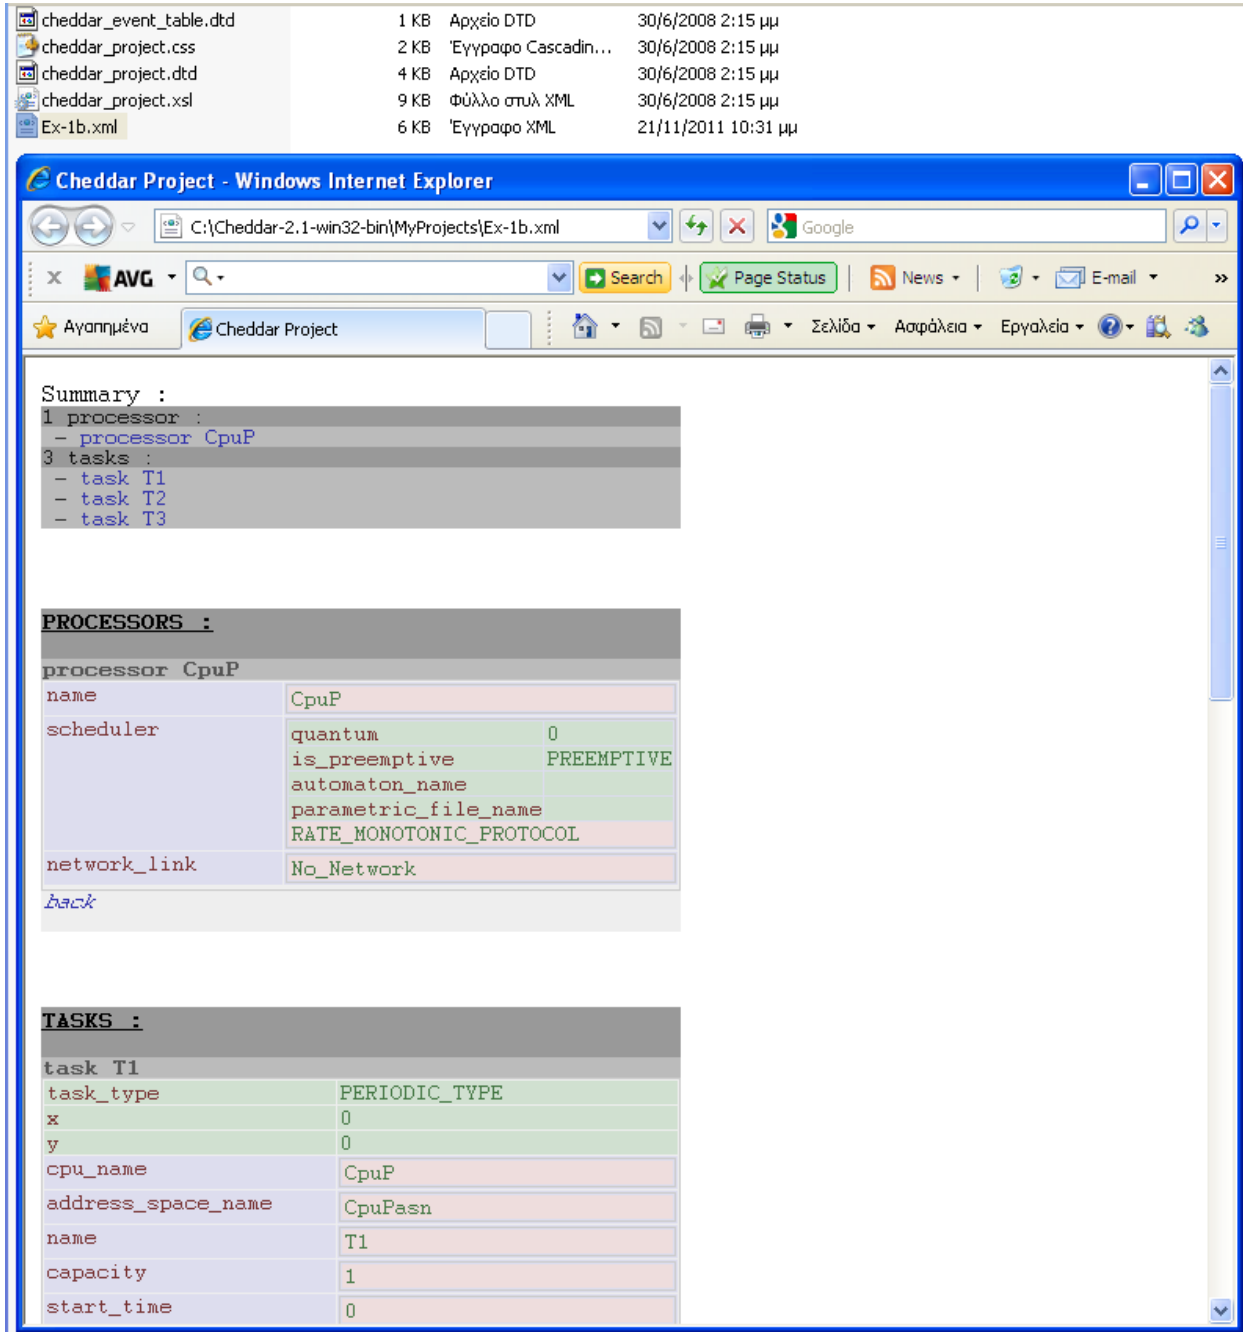 cheddar_event_table.dtd 1 KB Αρχείο DTD 30/6/2008 2:15 μμ
cheddar_project.css 2 KB Έγγραφο Cascadin... 30/6/2008 2:15 μμ
cheddar_project.dtd 4 KB Αρχείο DTD 30/6/2008 2:15 μμ
cheddar_project.xsl 9 KB Φύλλο στυλ XML 30/6/2008 2:15 μμ
Ex-1b.xml 6 KB Έγγραφο XML 21/11/2011 10:31 μμ
Cheddar Project - Windows Internet Explorer
C:\Cheddar-2.1-win32-bin\MyProjects\Ex-1b.xml Google
x AVG Search Page Status News E-mail »
Αγαπημένα Cheddar Project Σελίδα Ασφάλεια Εργαλεία
Summary :
1 processor :
- processor CpuP
3 tasks :
- task T1
- task T2
- task T3
PROCESSORS :
processor CpuP
name CpuP
scheduler quantum 0
is_preemptive PREEMPTIVE
automaton_name
parametric_file_name
RATE_MONOTONIC_PROTOCOL
network_link No_Network
back
TASKS :
task T1
task_type PERIODIC_TYPE
x 0
y 0
cpu_name CpuP
address_space_name CpuPasn
name T1
capacity 1
start_time 0